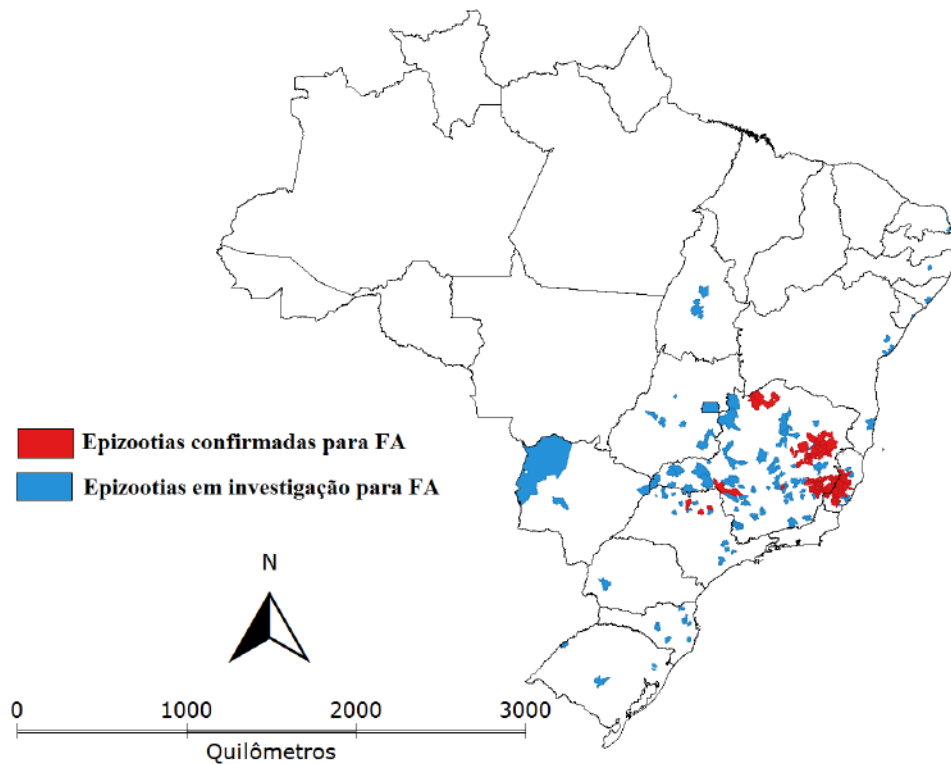 Epizootias confirmadas para FA
Epizootias em investigação para FA
N
0 1000 2000 3000
Quilômetros